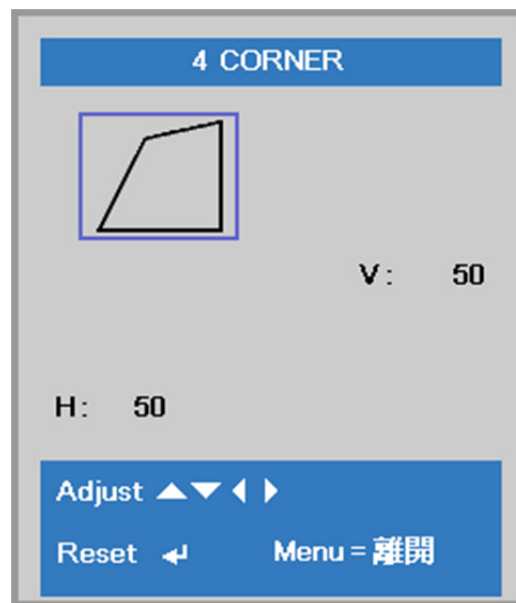 4 CORNER
V: 50
H: 50
Adjust ▲▼◀▶
Reset ↵ Menu = 離開